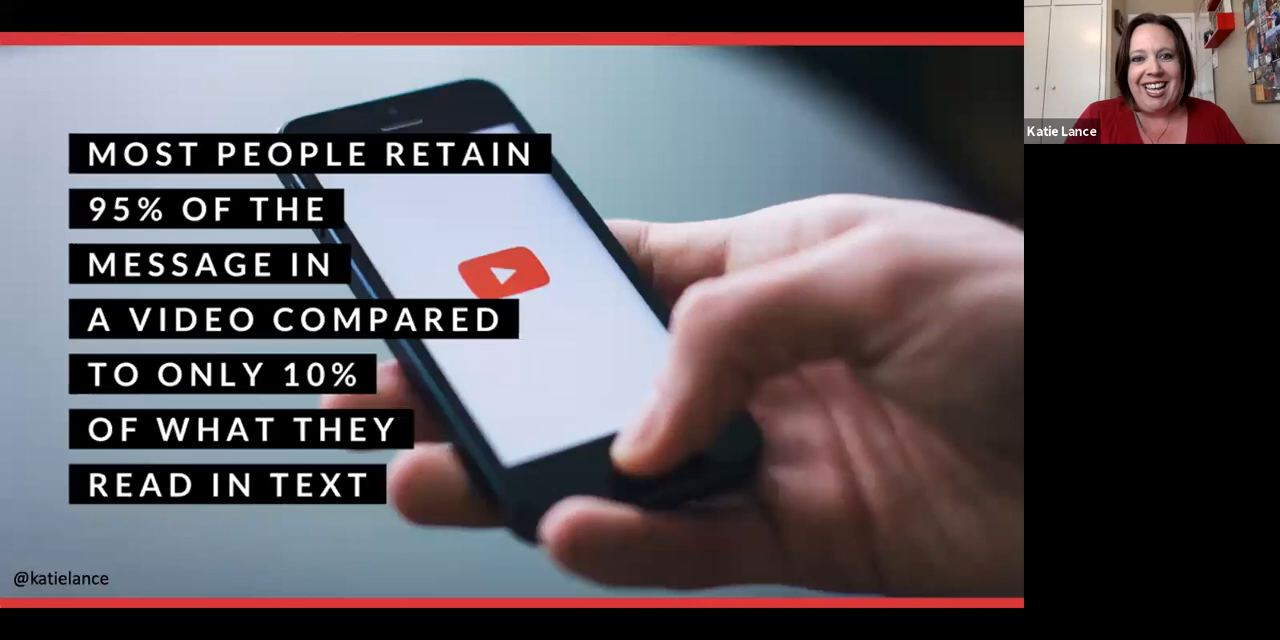 MOST PEOPLE RETAIN
95% OF THE
MESSAGE IN
A VIDEO COMPARED
TO ONLY 10%
OF WHAT THEY
READ IN TEXT
@katielance
Katie Lance